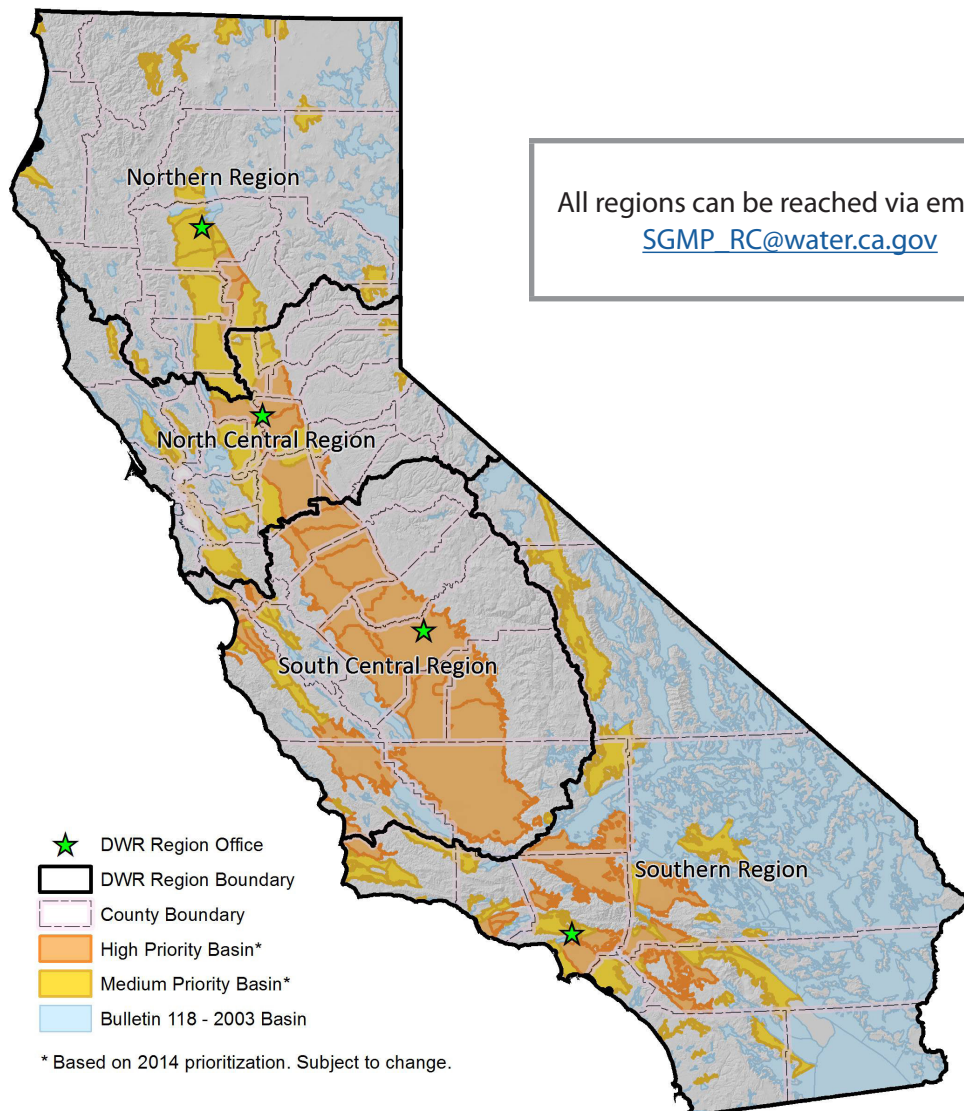 Northern Region
All regions can be reached via em
SGMP_RC@water.ca.gov
North Central Region
South Central Region
Southern Region
DWR Region Office
DWR Region Boundary
County Boundary
High Priority Basin*
Medium Priority Basin*
Bulletin 118 - 2003 Basin
* Based on 2014 prioritization. Subject to change.